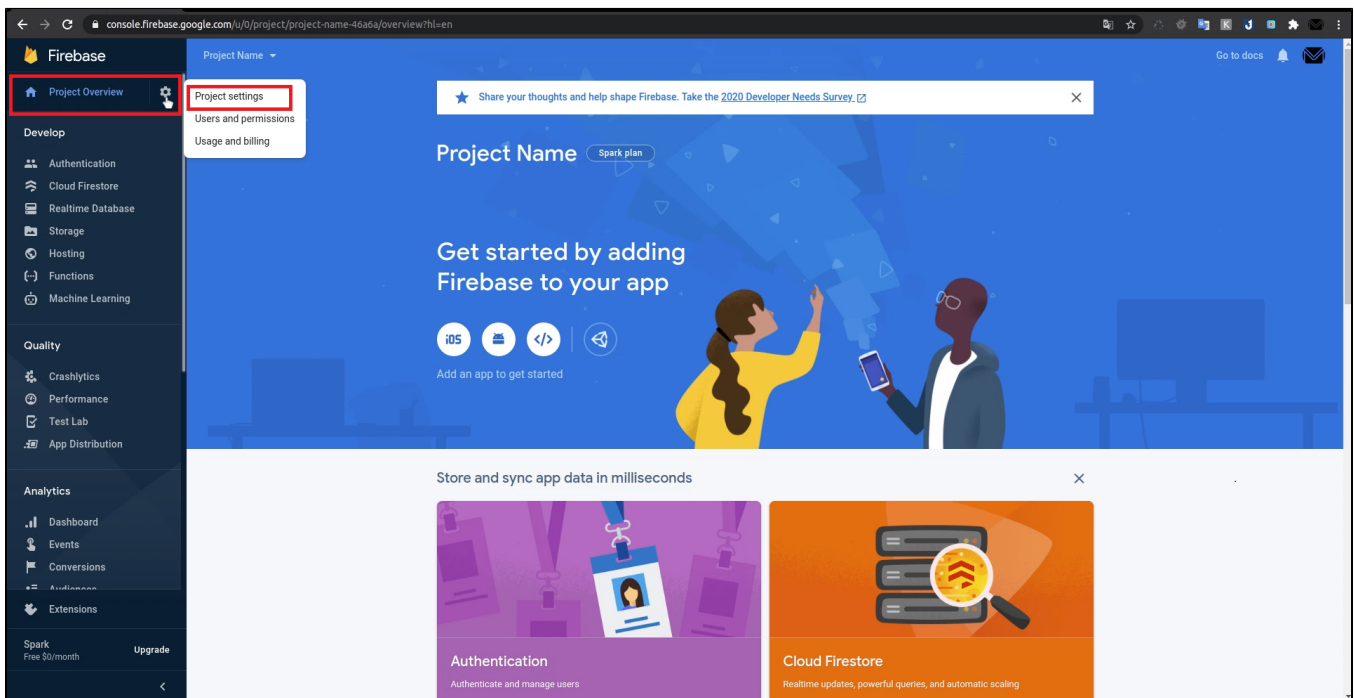 console.firebase.google.com/u/0/project/project-name-46a6a/overview?hl=en
Firebase
Project Name
Go to docs
Project Overview
Project settings
Users and permissions
Usage and billing
Share your thoughts and help shape Firebase. Take the 2020 Developer Needs Survey
Develop
Authentication
Cloud Firestore
Realtime Database
Storage
Hosting
Functions
Machine Learning
Project Name
Spark plan
Get started by adding
Firebase to your app
iOS
Add an app to get started
Quality
Crashlytics
Performance
Test Lab
App Distribution
Analytics
Dashboard
Events
Conversions
Audiences
Extensions
Spark
Free $0/month
Upgrade
Store and sync app data in milliseconds
Authentication
Authenticate and manage users
Cloud Firestore
Realtime updates, powerful queries, and automatic scaling